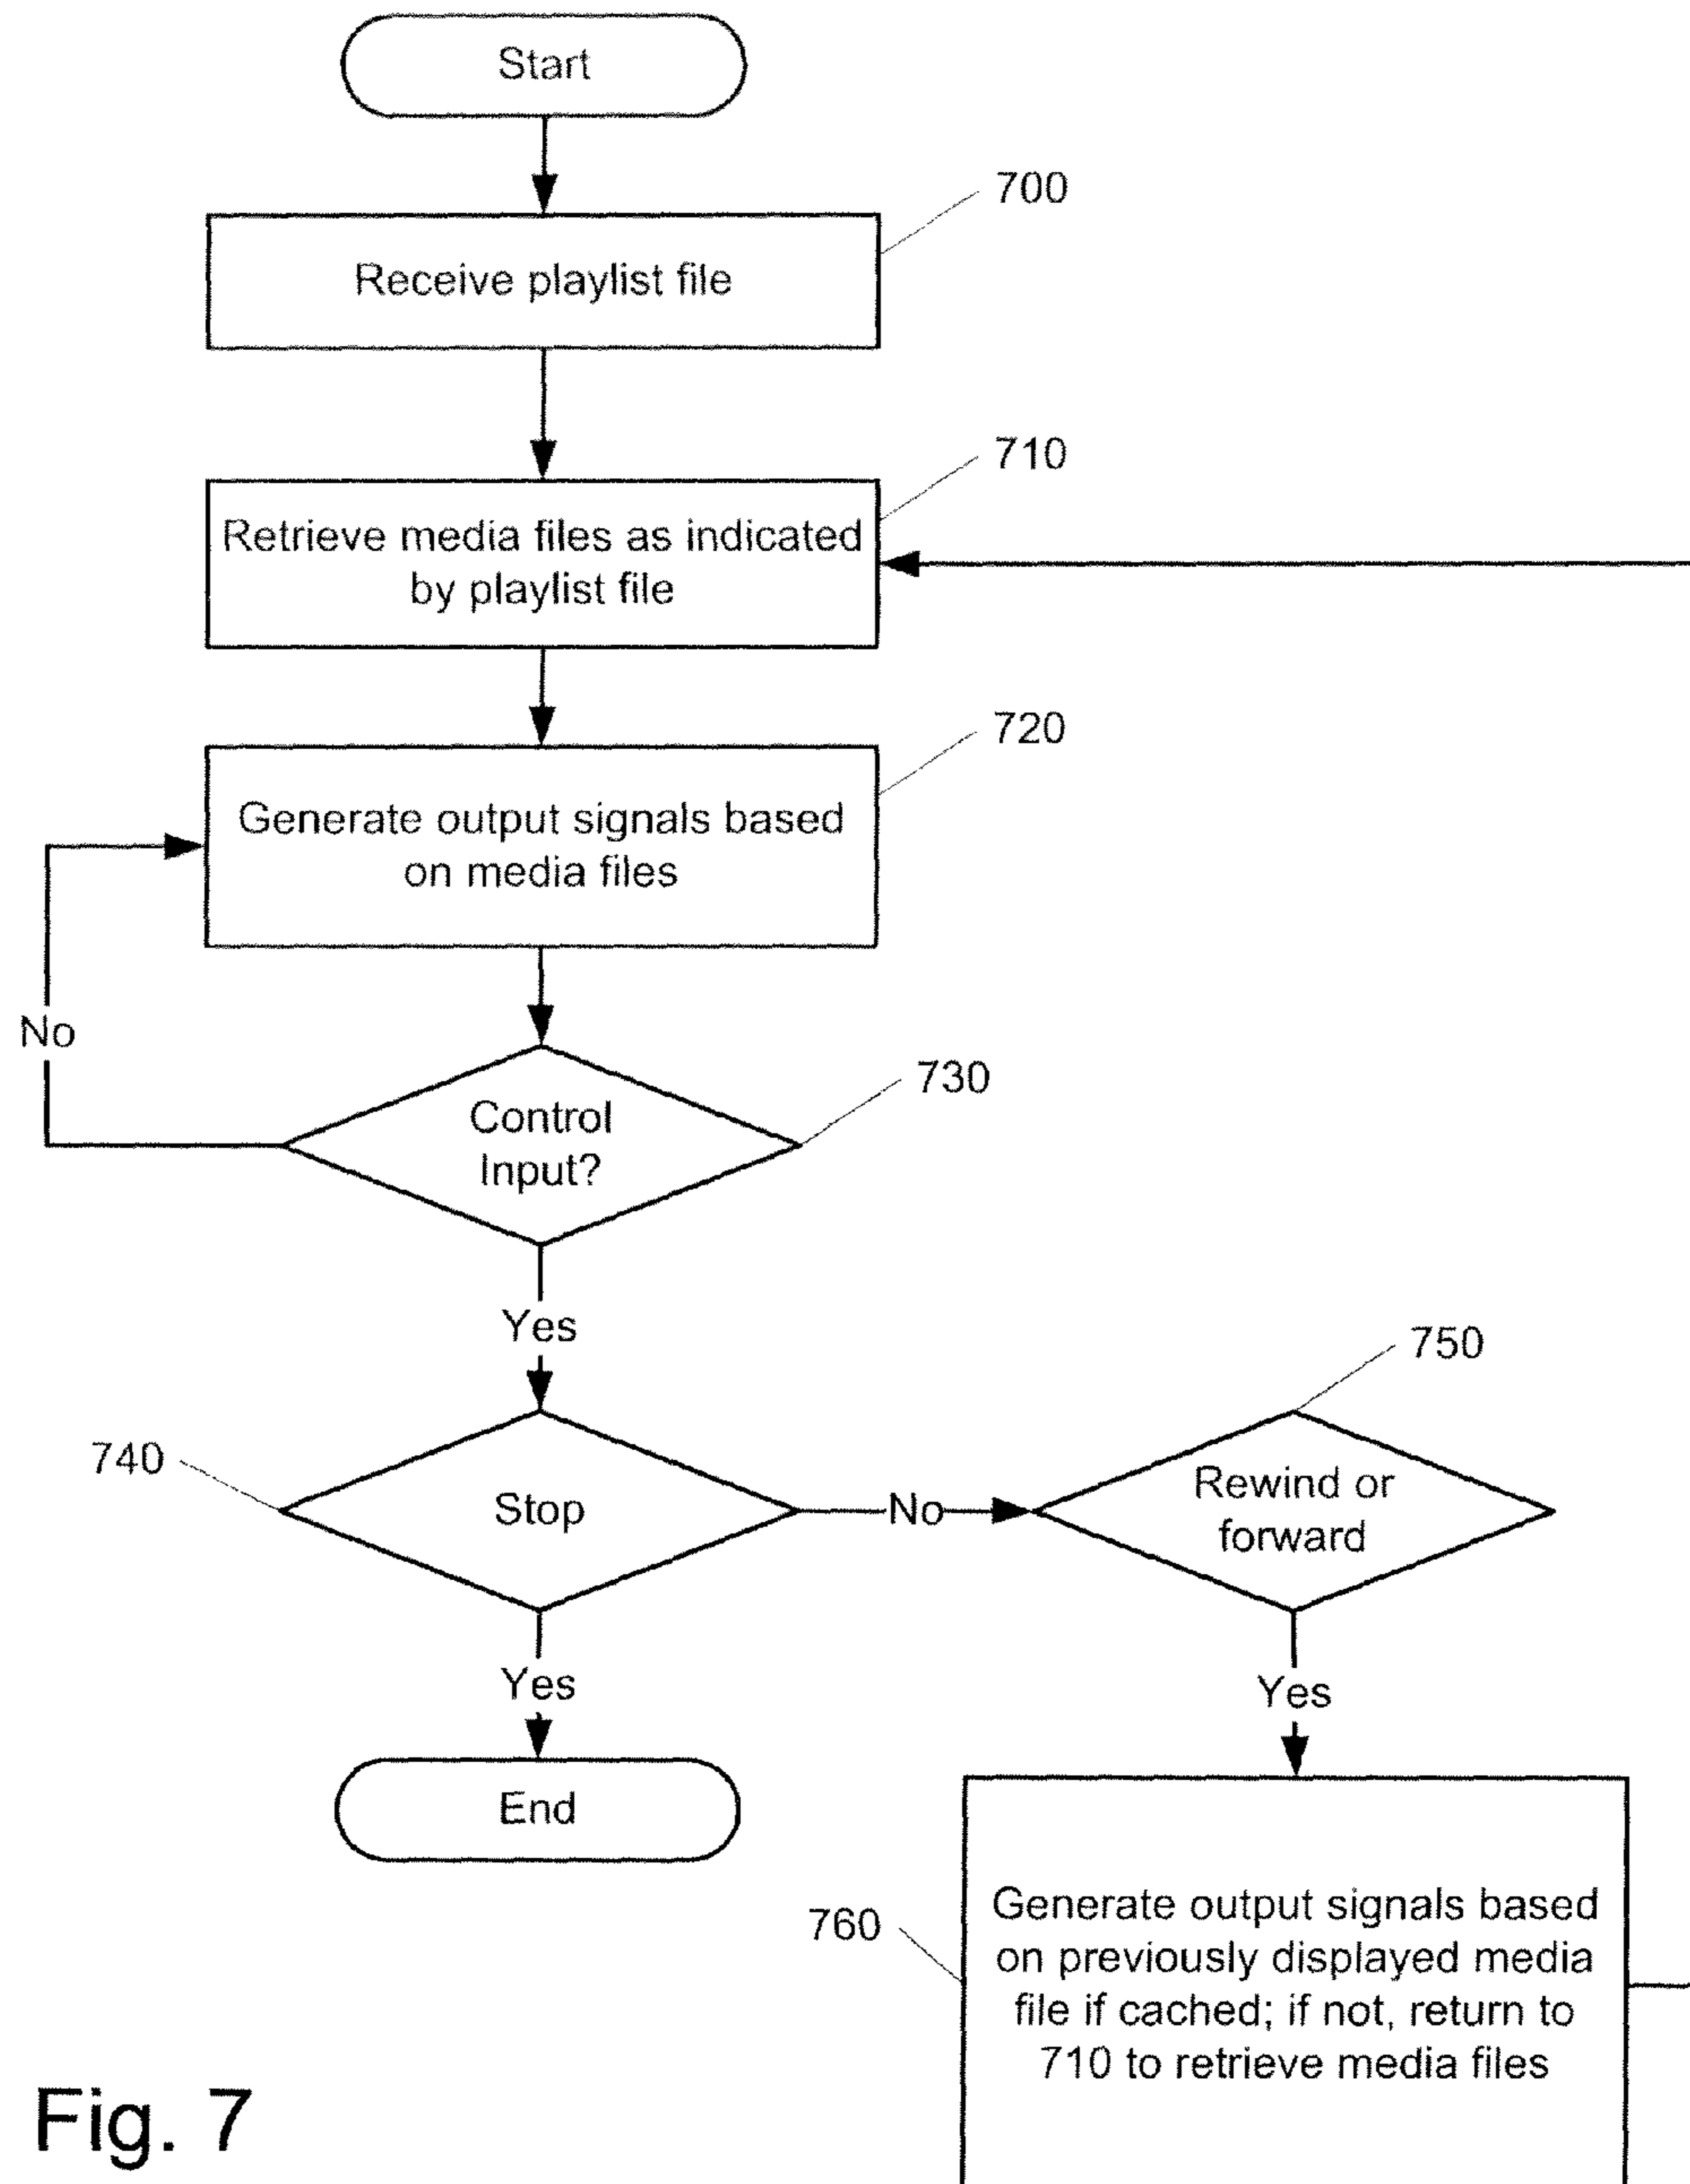 Start
700
Receive playlist file
710
Retrieve media files as indicated
by playlist file
720
Generate output signals based
on media files
No
730
Control
Input?
Yes
750
740
Stop
No
Rewind or
forward
Yes
Yes
End
760
Generate output signals based
on previously displayed media
file if cached; if not, return to
710 to retrieve media files
Fig. 7